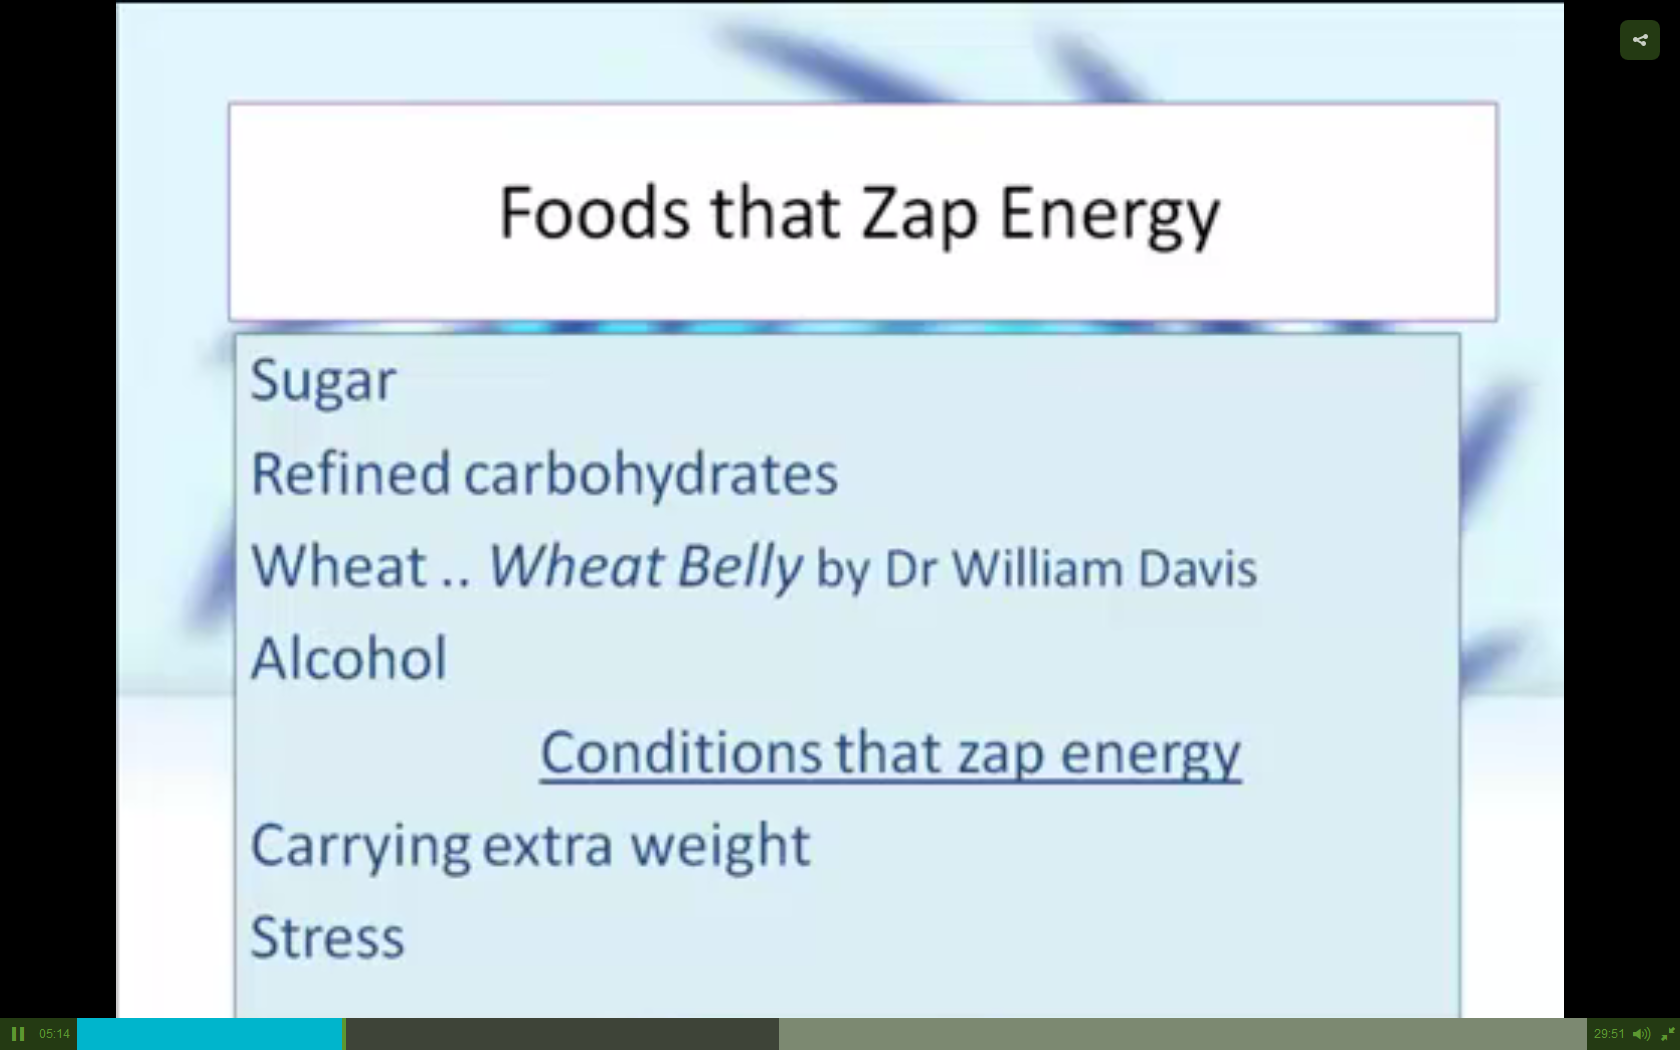 Foods that Zap Energy
Sugar
Refined carbohydrates
Wheat .. Wheat Belly by Dr William Davis
Alcohol
Conditions that zap energy
Carrying extra weight
Stress
05:14
29:51